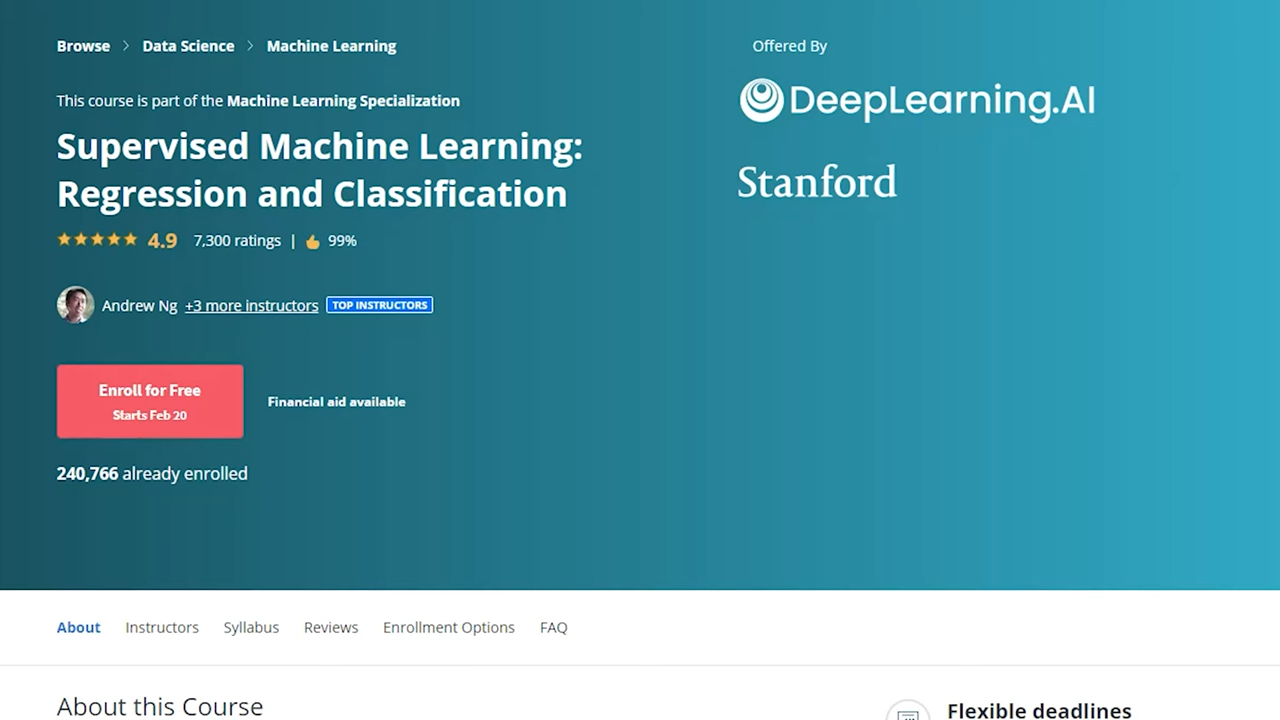 Browse > Data Science > Machine Learning
Offered By
This course is part of the Machine Learning Specialization
DeepLearning.AI
Supervised Machine Learning:
Regression and Classification
Stanford
4.9 7,300 ratings | 99%
Andrew Ng +3 more instructors TOP INSTRUCTORS
Enroll for Free
Starts Feb 20
Financial aid available
240,766 already enrolled
About Instructors Syllabus Reviews Enrollment Options FAQ
About this Course
Flexible deadlines